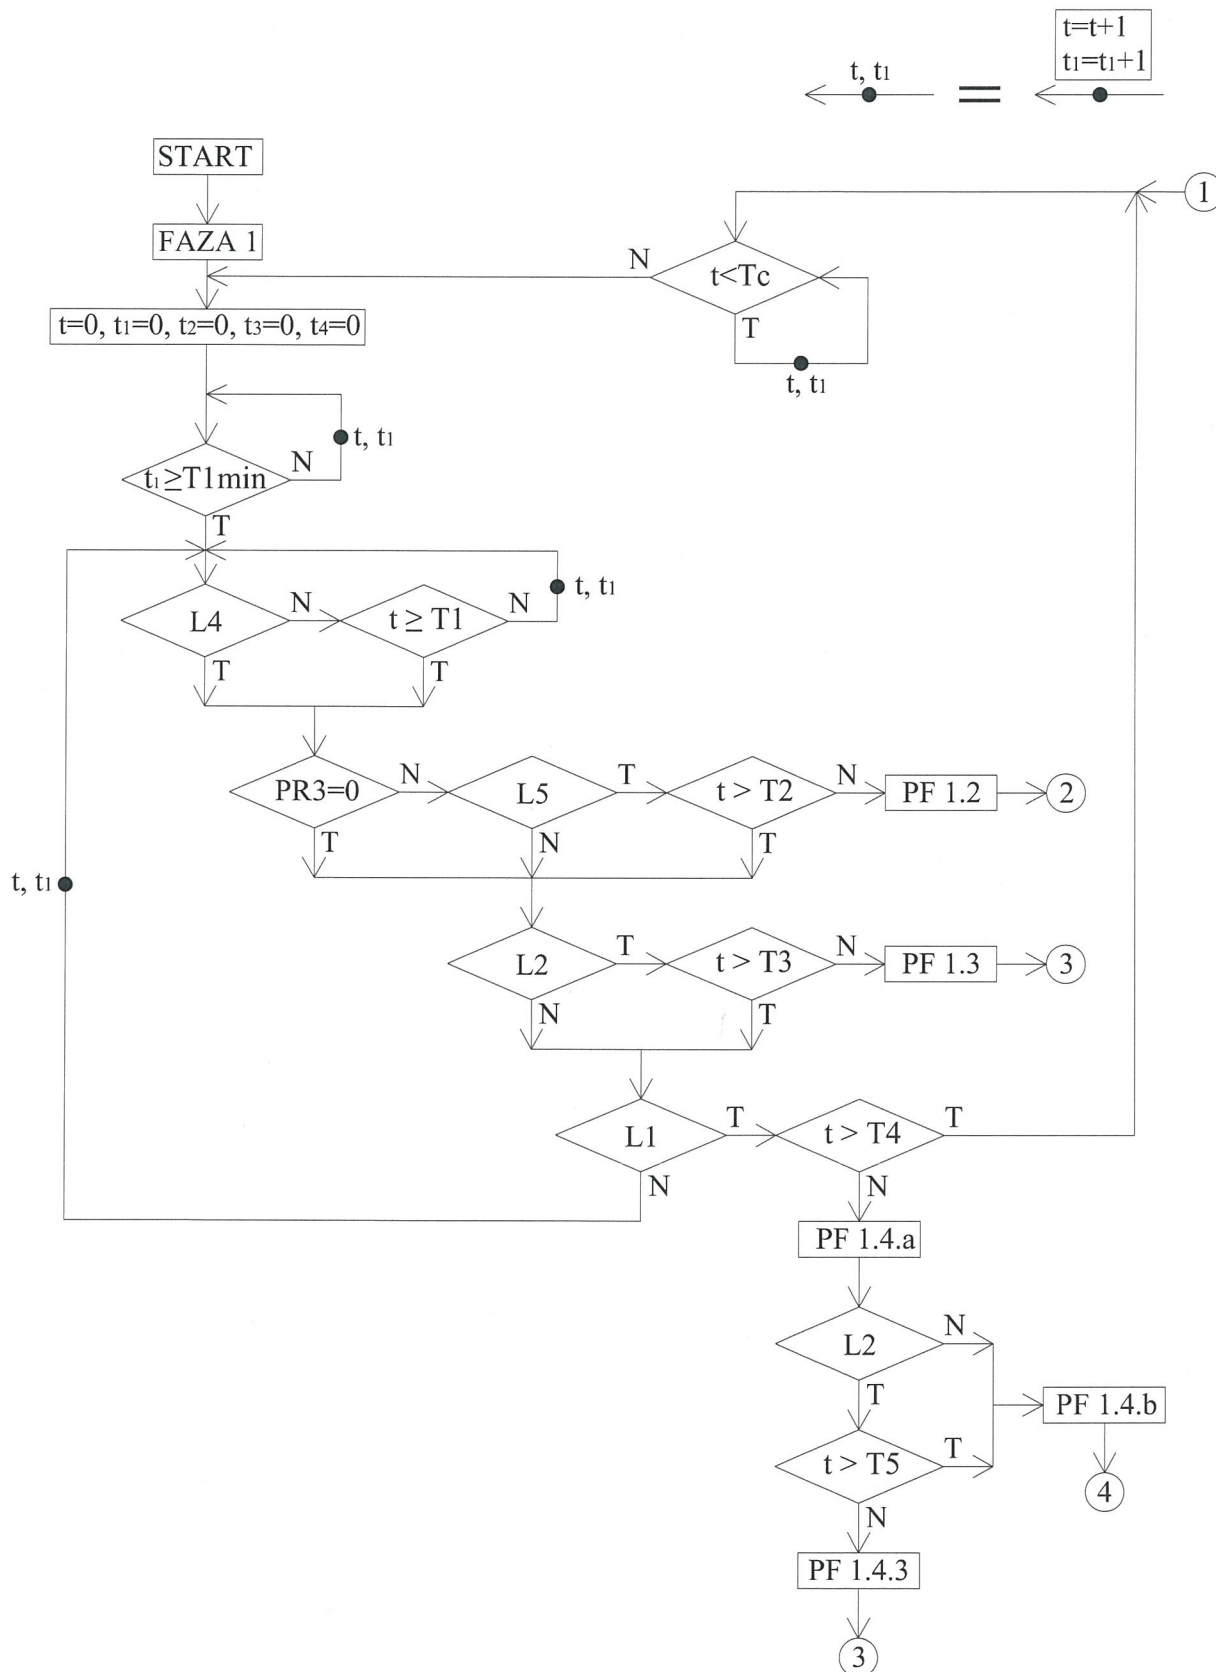 t=t+1
t1=t1+1
t, t1
=
START
1
FAZA 1
N
t<Tc
T
t, t1
t=0, t1=0, t2=0, t3=0, t4=0
t, t1
t1≥T1min
N
T
t, t1
L4
N
t ≥ T1
N
T
T
PR3=0
N
L5
T
t > T2
N
PF 1.2
2
T
N
T
t, t1
L2
T
t > T3
N
PF 1.3
3
N
T
L1
T
t > T4
T
N
N
PF 1.4.a
L2
N
T
PF 1.4.b
t > T5
T
4
N
PF 1.4.3
3